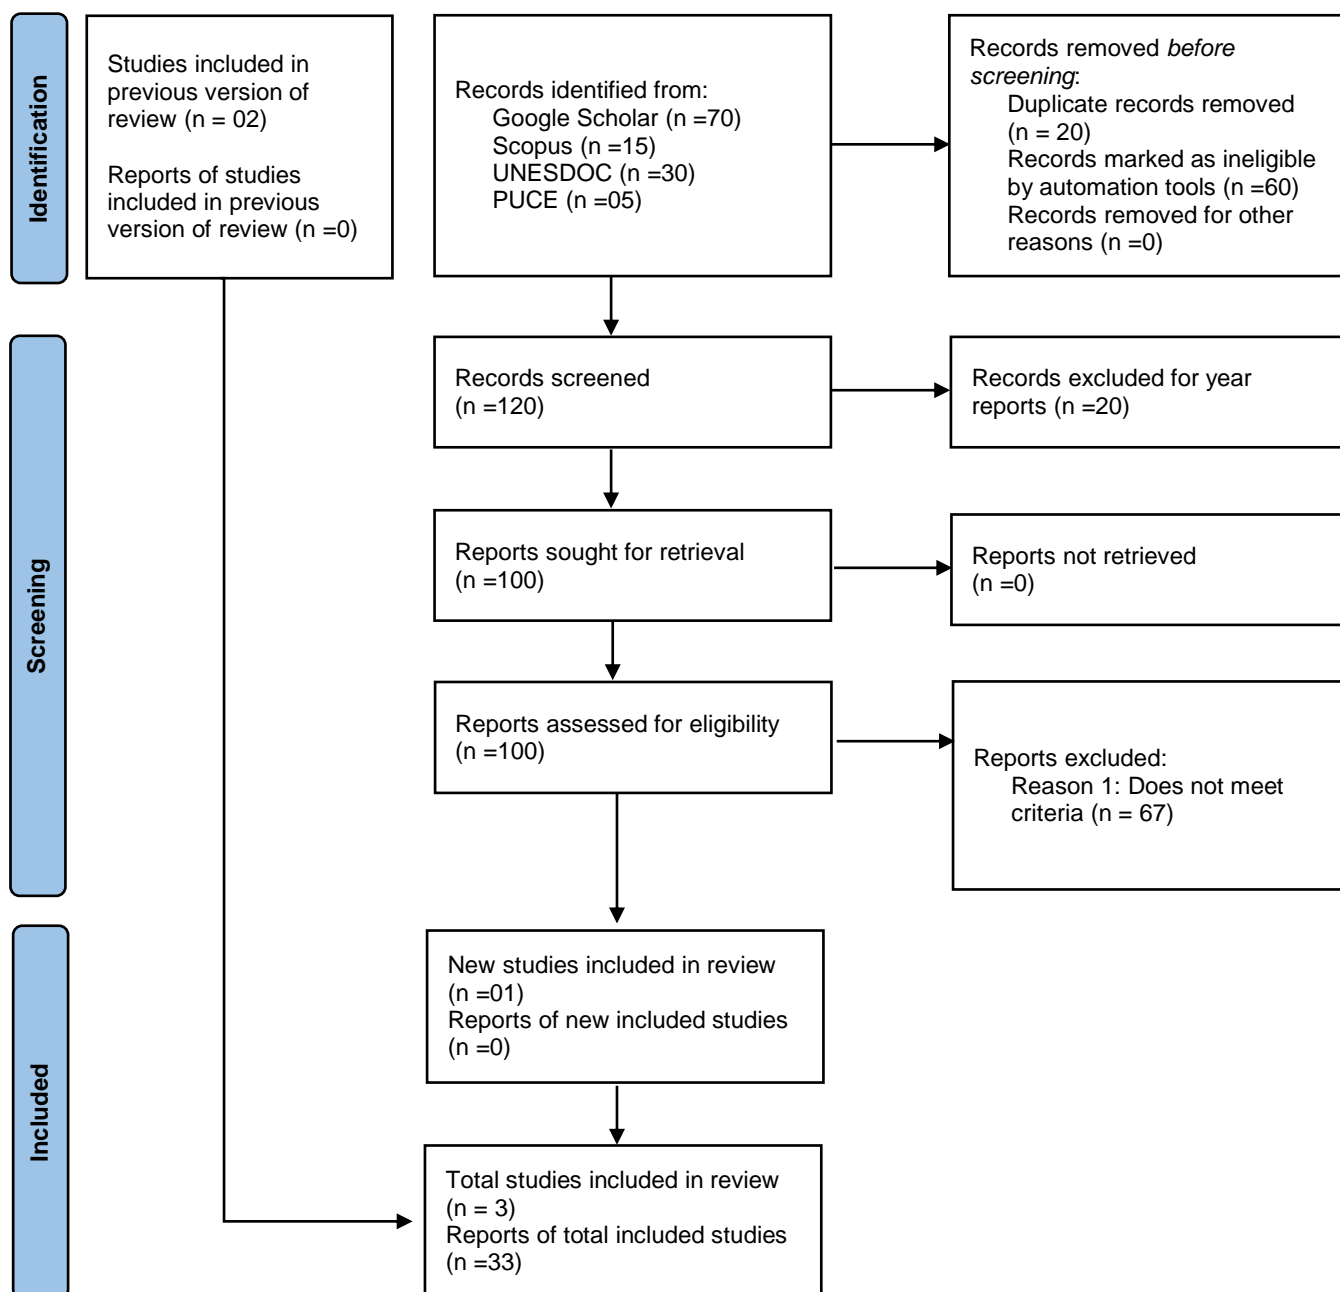 Identification
Studies included in
previous version of
review (n = 02)
Reports of studies
included in previous
version of review (n =0)
Records identified from:
Google Scholar (n =70)
Scopus (n =15)
UNESDOC (n =30)
PUCE (n =05)
Records removed before
screening:
Duplicate records removed
(n = 20)
Records marked as ineligible
by automation tools (n =60)
Records removed for other
reasons (n =0)
Screening
Records screened
(n =120)
Records excluded for year
reports (n =20)
Reports sought for retrieval
(n =100)
Reports not retrieved
(n =0)
Reports assessed for eligibility
(n =100)
Reports excluded:
Reason 1: Does not meet
criteria (n = 67)
Included
New studies included in review
(n =01)
Reports of new included studies
(n =0)
Total studies included in review
(n = 3)
Reports of total included studies
(n =33)